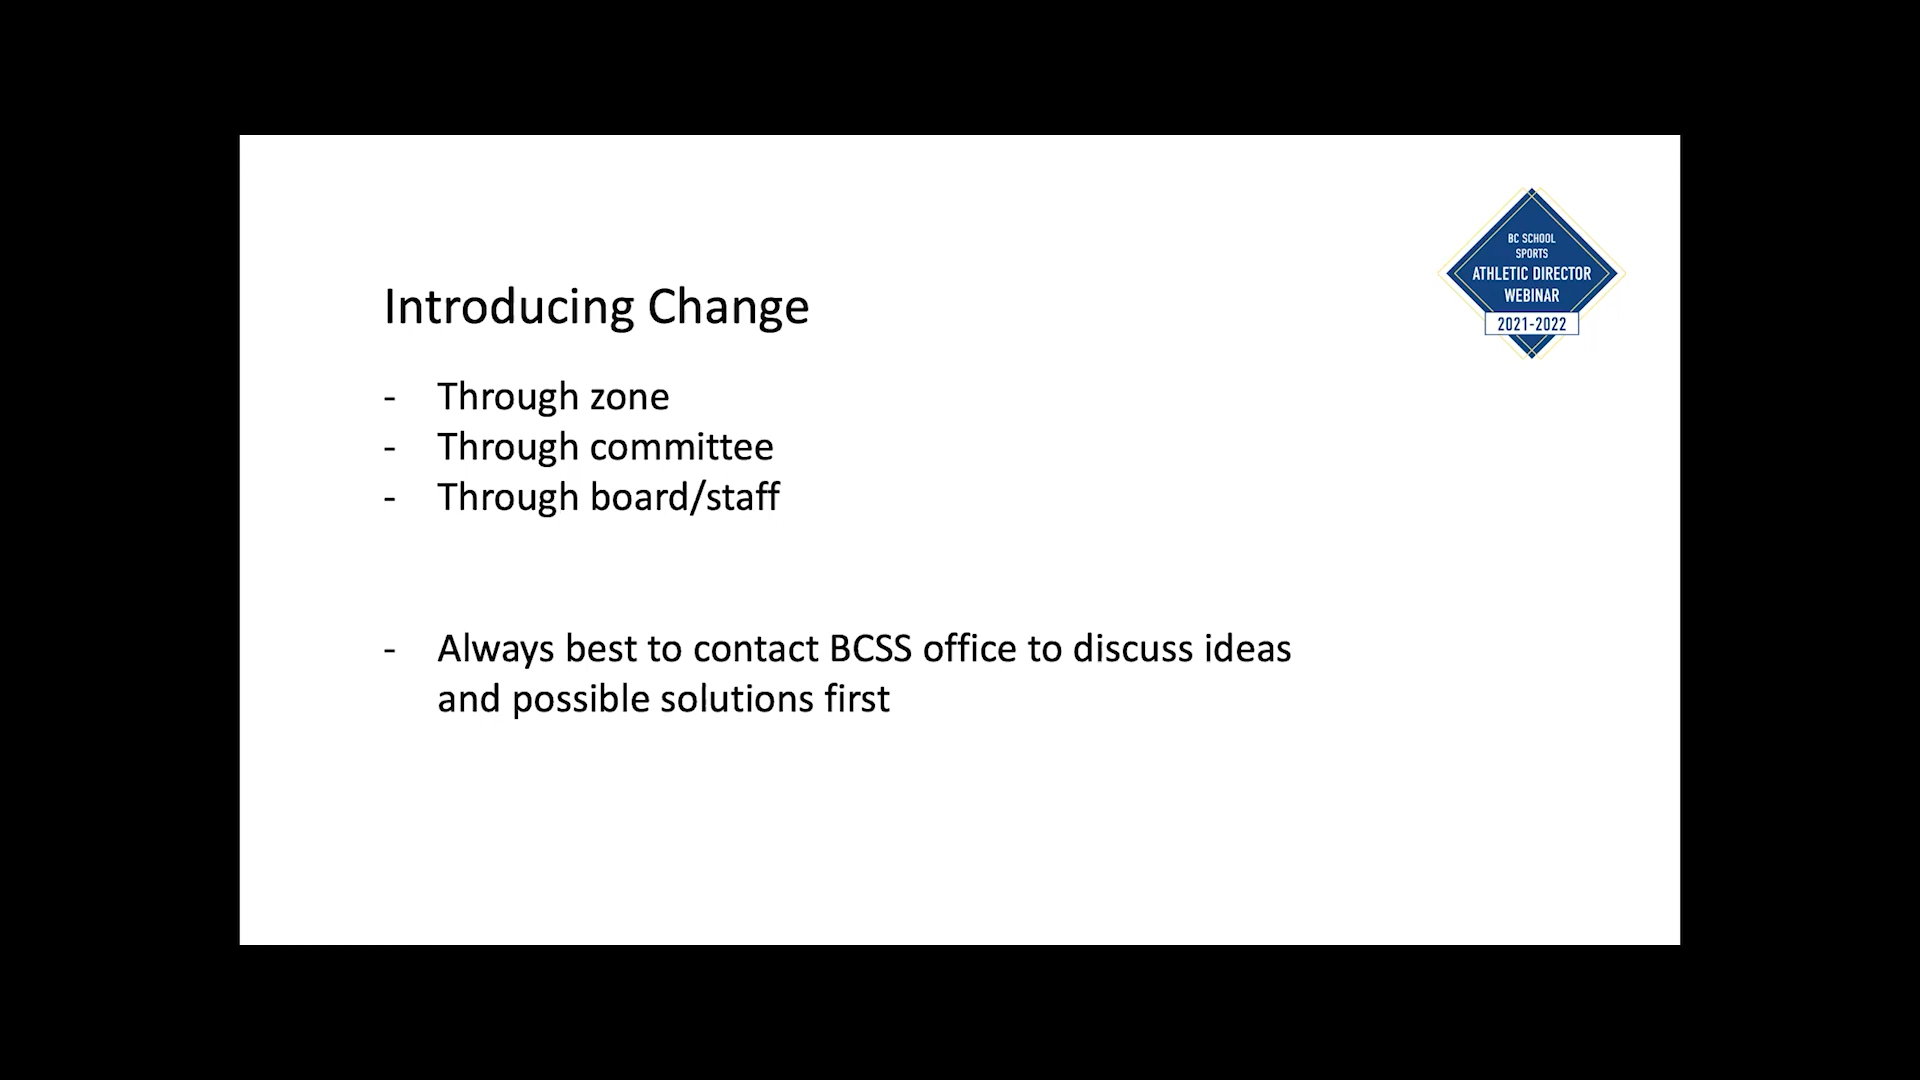 BC SCHOOL
SPORTS
ATHLETIC DIRECTOR
WEBINAR
2021-2022
Introducing Change
- Through zone
- Through committee
- Through board/staff
- Always best to contact BCSS office to discuss ideas
and possible solutions first